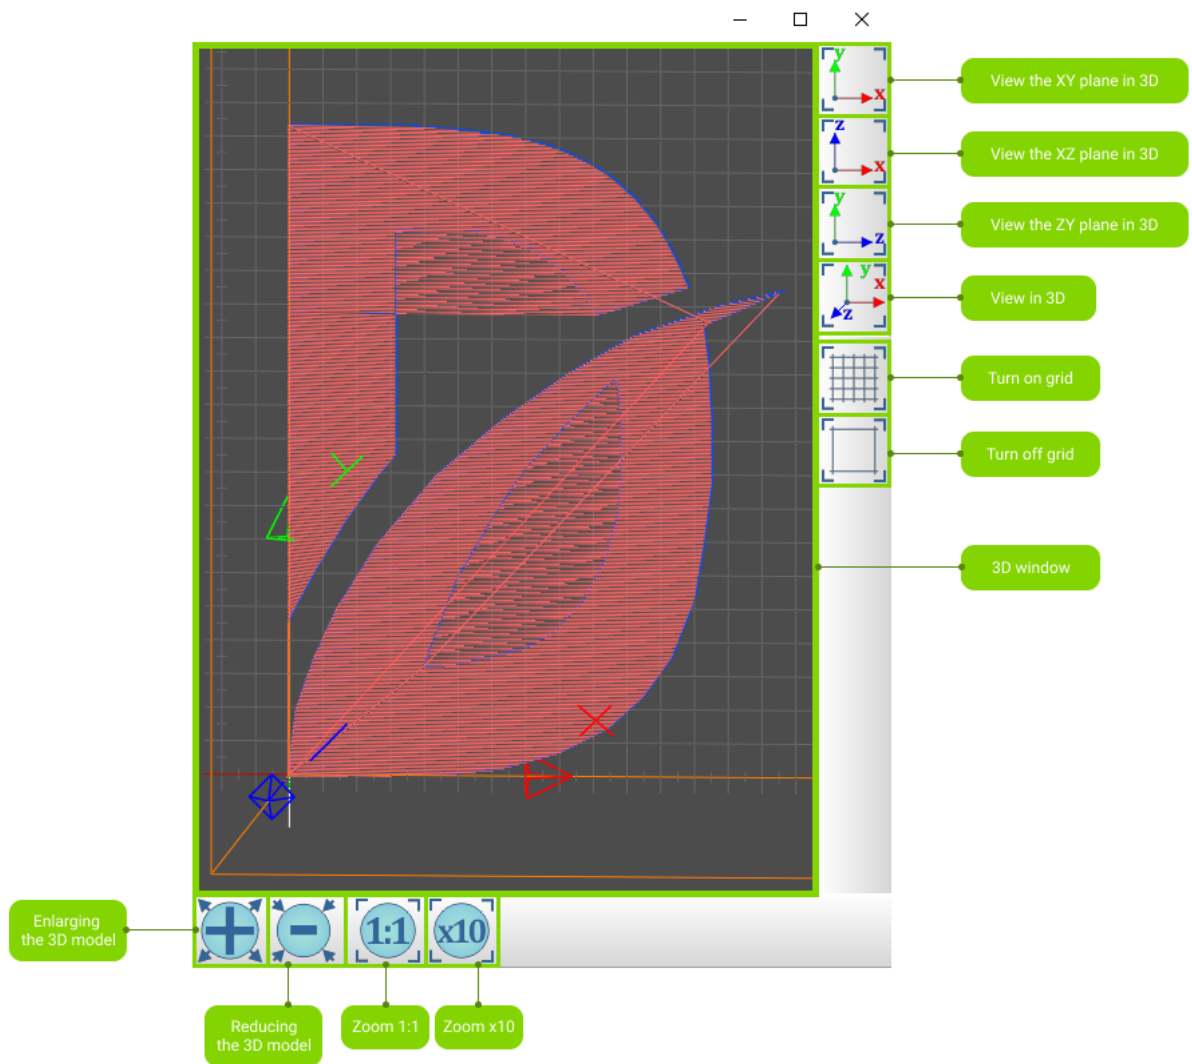 y
x
View the XY plane in 3D
z
x
View the XZ plane in 3D
y
z
View the ZY plane in 3D
y
x
z
View in 3D
Turn on grid
Turn off grid
3D window
Y
X
Enlarging
the 3D model
1:1
x10
Reducing
the 3D model
Zoom 1:1
Zoom x10